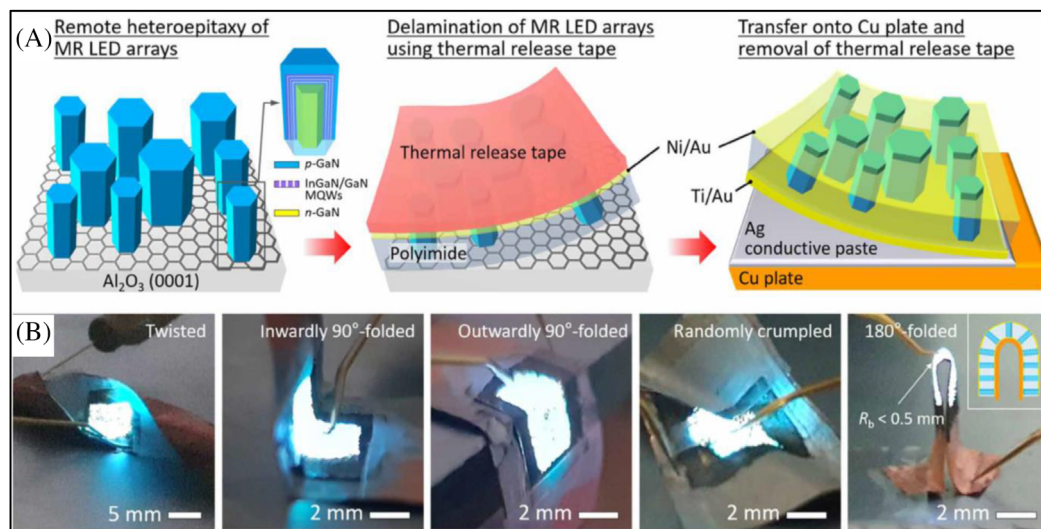 (A)
Remote heteroepitaxy of
MR LED arrays
p-GaN
InGaN/GaN
MQWs
n-GaN
Al₂O₃ (0001)
Delamination of MR LED arrays
using thermal release tape
Thermal release tape
Polyimide
Transfer onto Cu plate and
removal of thermal release tape
Ni/Au
Ti/Au
Ag
conductive paste
Cu plate
(B)
Twisted
5 mm
Inwardly 90°-folded
2 mm
Outwardly 90°-folded
2 mm
Randomly crumpled
2 mm
180°-folded
R_b < 0.5 mm
2 mm